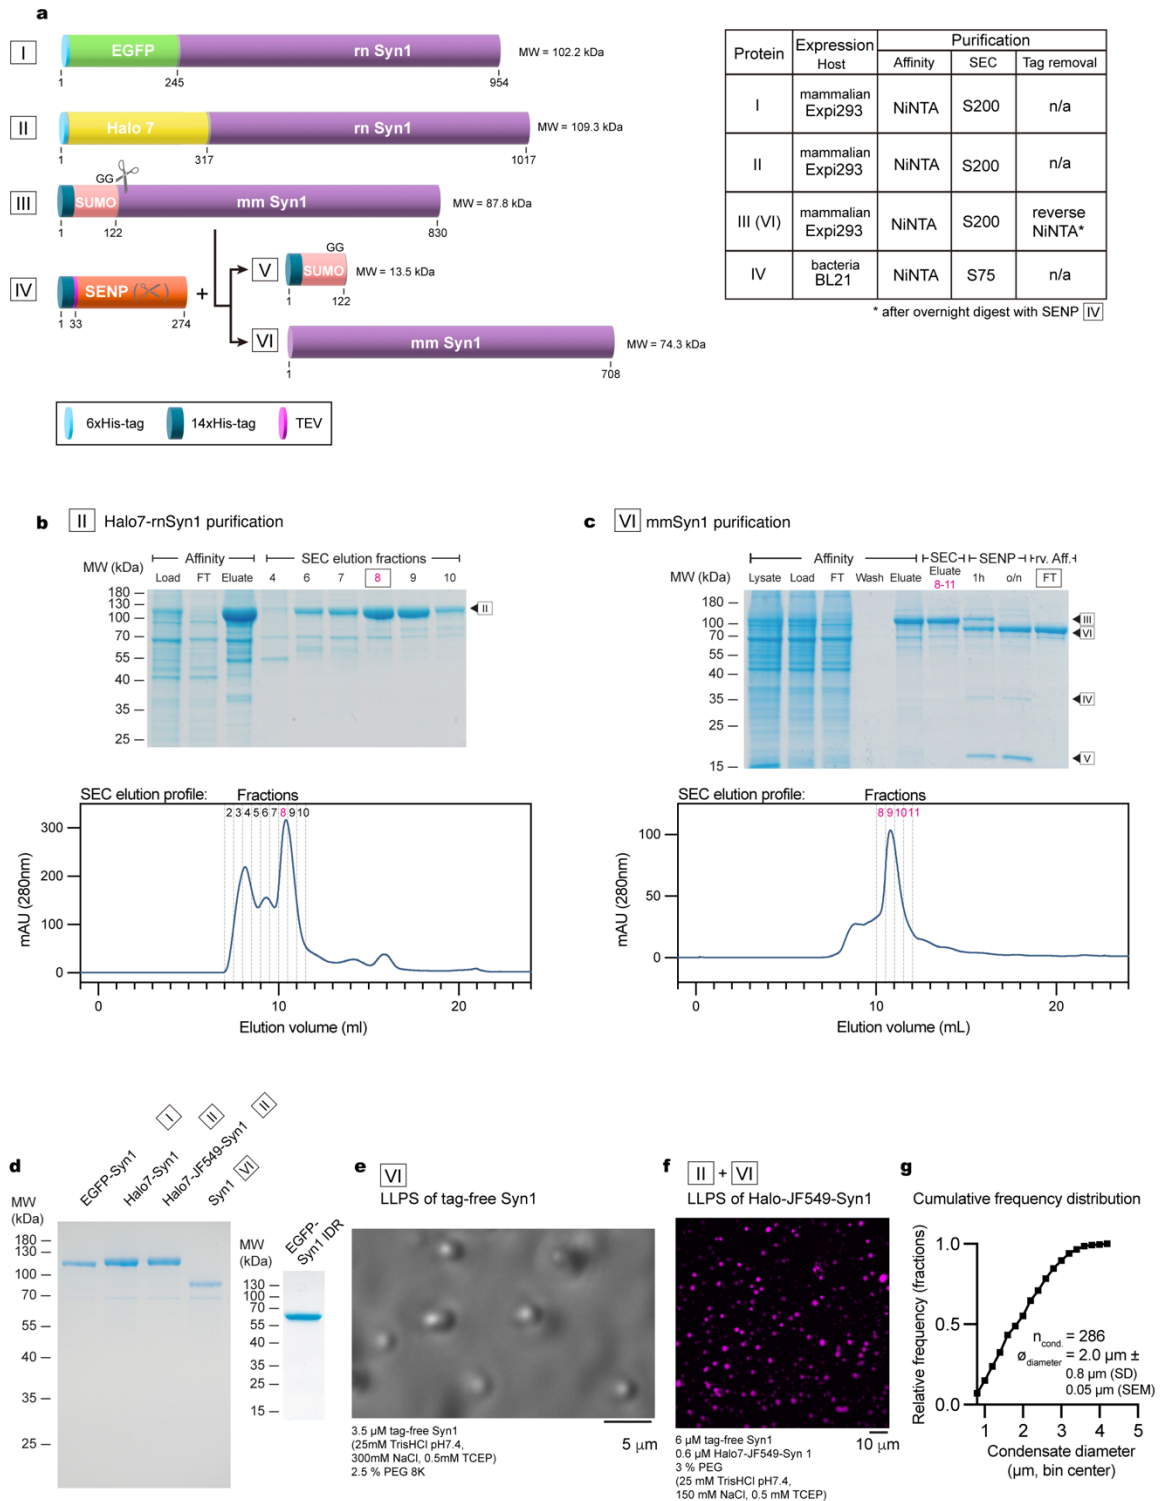 a
I
EGFP
rn Syn1
MW = 102.2 kDa
1
245
954
II
Halo 7
rn Syn1
MW = 109.3 kDa
1
317
1017
GG
III
SUMO
mm Syn1
MW = 87.8 kDa
1
122
830
IV
SENP
1 33
274
+
V
GG
SUMO
MW = 13.5 kDa
1
122
VI
mm Syn1
MW = 74.3 kDa
1
708
6xHis-tag
14xHis-tag
TEV
Protein
Expression Host
Purification
Affinity
SEC
Tag removal
I
mammalian Expi293
NiNTA
S200
n/a
II
mammalian Expi293
NiNTA
S200
n/a
III (VI)
mammalian Expi293
NiNTA
S200
reverse NiNTA*
IV
bacteria BL21
NiNTA
S75
n/a
* after overnight digest with SENP IV
b II Halo7-rnSyn1 purification
Affinity
SEC elution fractions
MW (kDa)
Load FT Eluate 4 6 7 8 9 10
180
130
100
70
55
40
35
25
II
SEC elution profile:
Fractions
2 3 4 5 6 7 8 9 10
300
200
100
0
mAU (280nm)
0 10 20
Elution volume (ml)
c VI mmSyn1 purification
Affinity
SEC
SENP
rv. Aff.
MW (kDa)
Lysate Load FT Wash Eluate Eluate 8-11 1h o/n FT
180
100
70
55
35
25
15
III
VI
IV
V
SEC elution profile:
Fractions
8 9 10 11
100
50
0
mAU (280nm)
0 10 20
Elution volume (mL)
d
EGFP-Syn1 I
Halo7-Syn1 II
Halo7-JF549-Syn1 II
Syn1 VI
MW (kDa)
180
130
100
70
55
40
35
25
EGFP-Syn1 IDR
MW (kDa)
130
100
70
55
40
35
25
15
e VI
LLPS of tag-free Syn1
3.5 µM tag-free Syn1
(25mM TrisHCl pH7.4,
300mM NaCl, 0.5mM TCEP)
2.5 % PEG 8K
5 µm
f II + VI
LLPS of Halo-JF549-Syn1
6 µM tag-free Syn1
0.6 µM Halo7-JF549-Syn 1
3 % PEG
(25 mM TrisHCl pH7.4,
150 mM NaCl, 0.5 mM TCEP)
10 µm
g
Cumulative frequency distribution
Relative frequency (fractions)
1.0
0.5
0.0
n cond. = 286
ø diameter = 2.0 µm ±
0.8 µm (SD)
0.05 µm (SEM)
1 2 3 4 5
Condensate diameter
(µm, bin center)